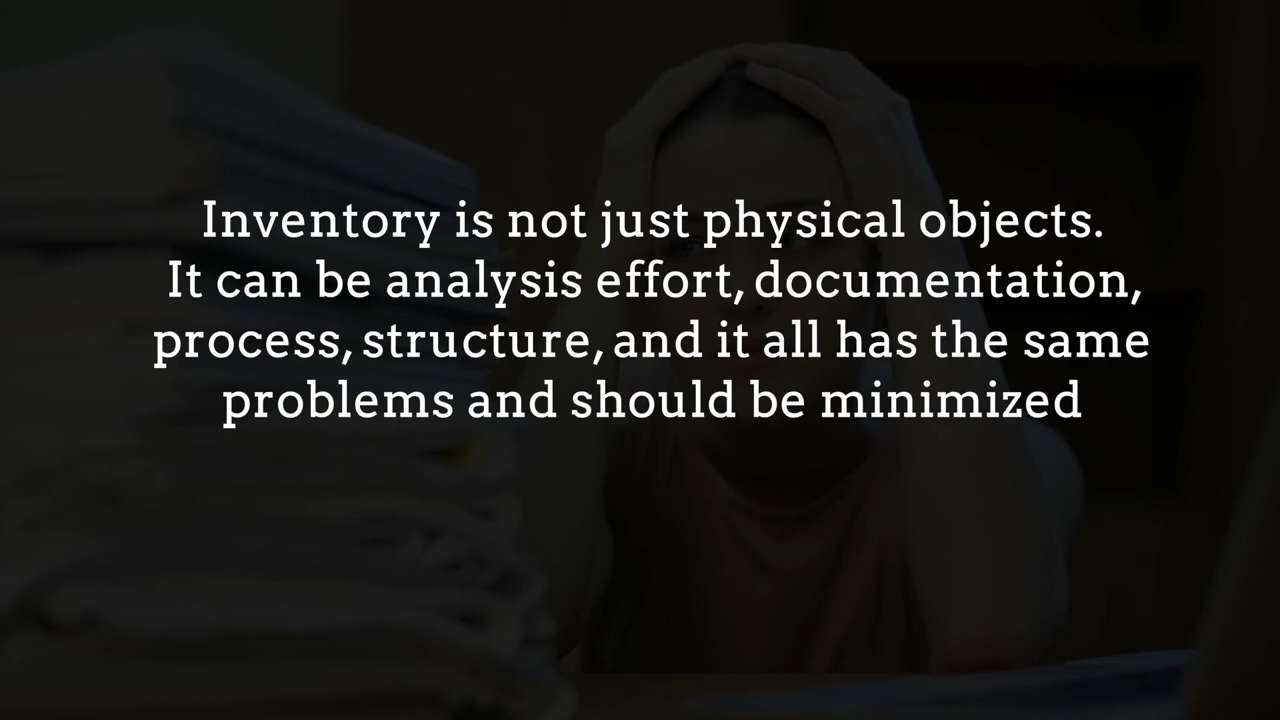 Inventory is not just physical objects.
It can be analysis effort, documentation,
process, structure, and it all has the same
problems and should be minimized